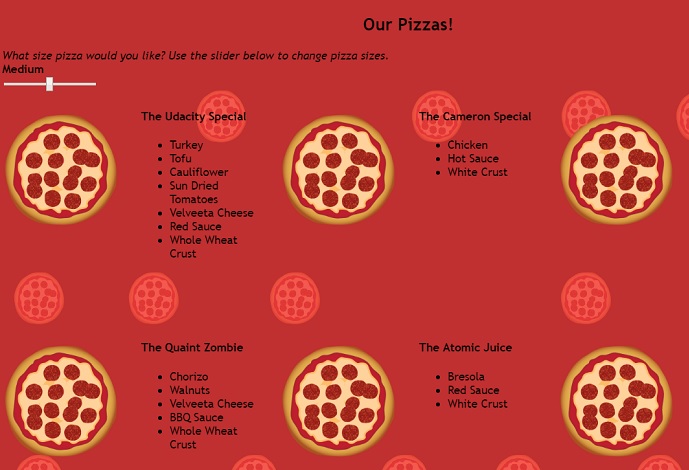 Our Pizzas!
What size pizza would you like? Use the slider below to change pizza sizes.
Medium
The Udacity Special
Turkey
Tofu
Cauliflower
Sun Dried
Tomatoes
Velveeta Cheese
Red Sauce
Whole Wheat
Crust
The Cameron Special
Chicken
Hot Sauce
White Crust
The Quaint Zombie
Chorizo
Walnuts
Velveeta Cheese
BBQ Sauce
Whole Wheat
Crust
The Atomic Juice
Bresola
Red Sauce
White Crust